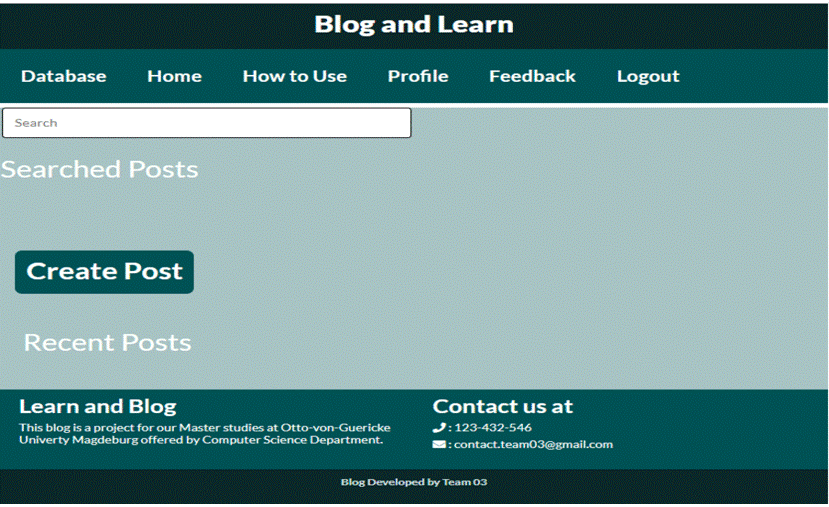 Blog and Learn
Database Home How to Use Profile Feedback Logout
Search
Searched Posts
Create Post
Recent Posts
Learn and Blog
This blog is a project for our Master studies at Otto-von-Guericke
Univerty Magdeburg offered by Computer Science Department.
Contact us at
: 123-432-546
: contact.team03@gmail.com
Blog Developed by Team 03